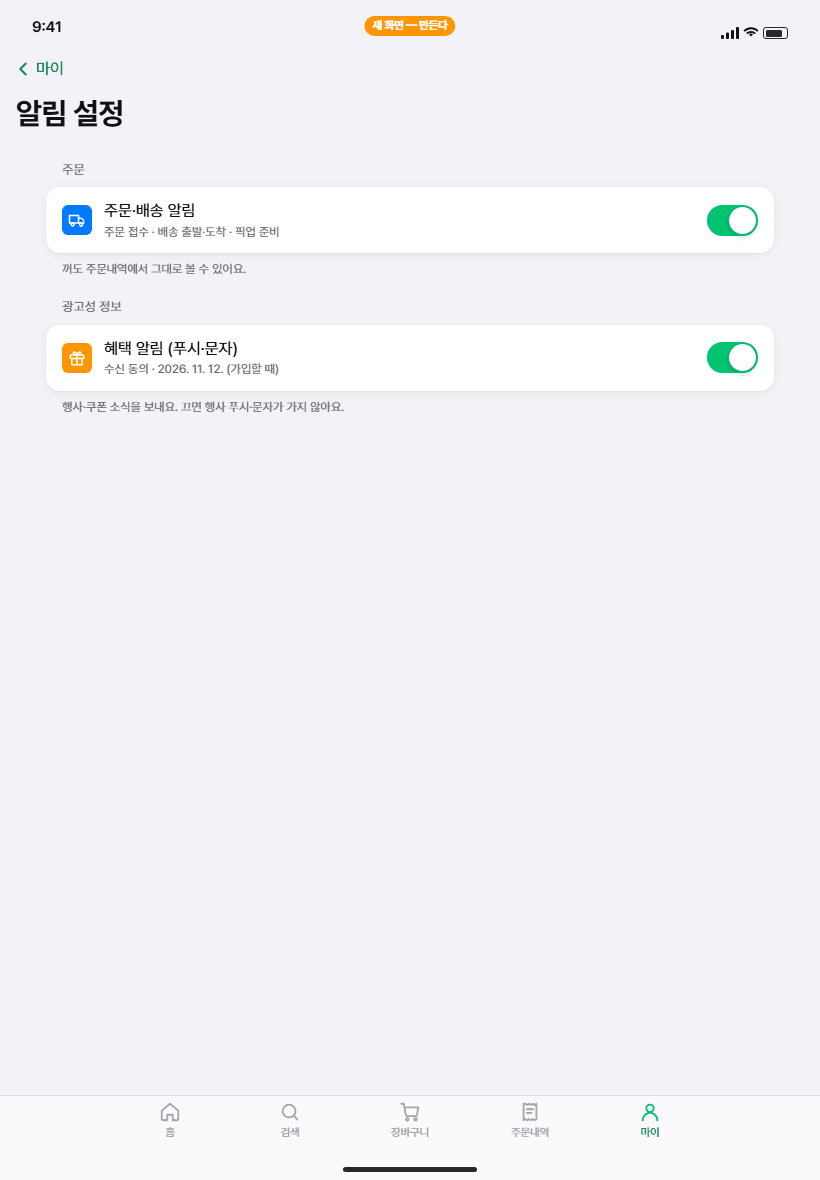 9:41
새 화면 — 만든다
마이
알림 설정
주문
주문·배송 알림
주문 접수 · 배송 출발·도착 · 픽업 준비
꺼도 주문내역에서 그대로 볼 수 있어요.
광고성 정보
혜택 알림 (푸시·문자)
수신 동의 · 2026. 11. 12. (가입할 때)
행사·쿠폰 소식을 보내요. 끄면 행사 푸시·문자가 가지 않아요.
홈
검색
장바구니
주문내역
마이